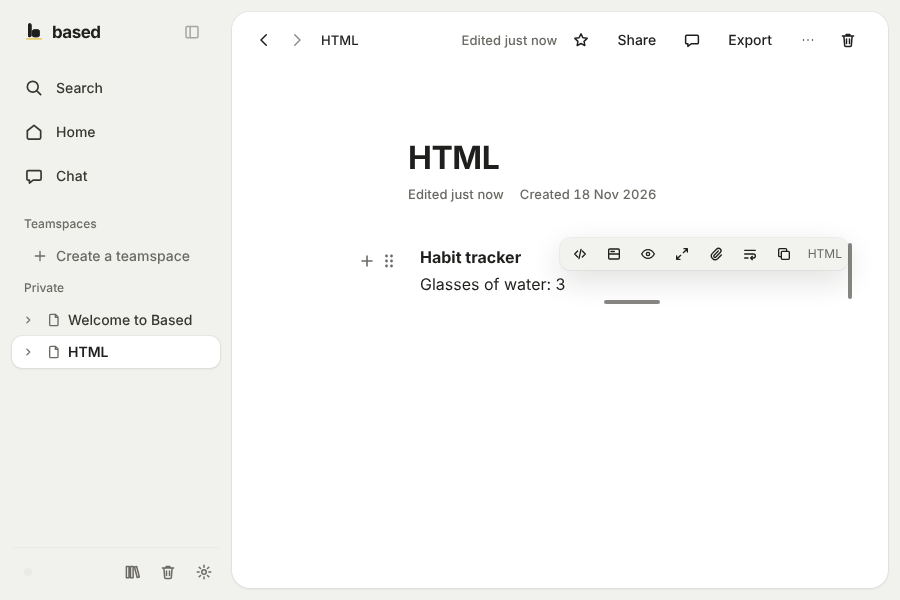 based
HTML
Edited just now
Share
Export
Search
Home
Chat
Teamspaces
Create a teamspace
Private
Welcome to Based
HTML
HTML
Edited just now Created 18 Nov 2026
Habit tracker
HTML
Glasses of water: 3